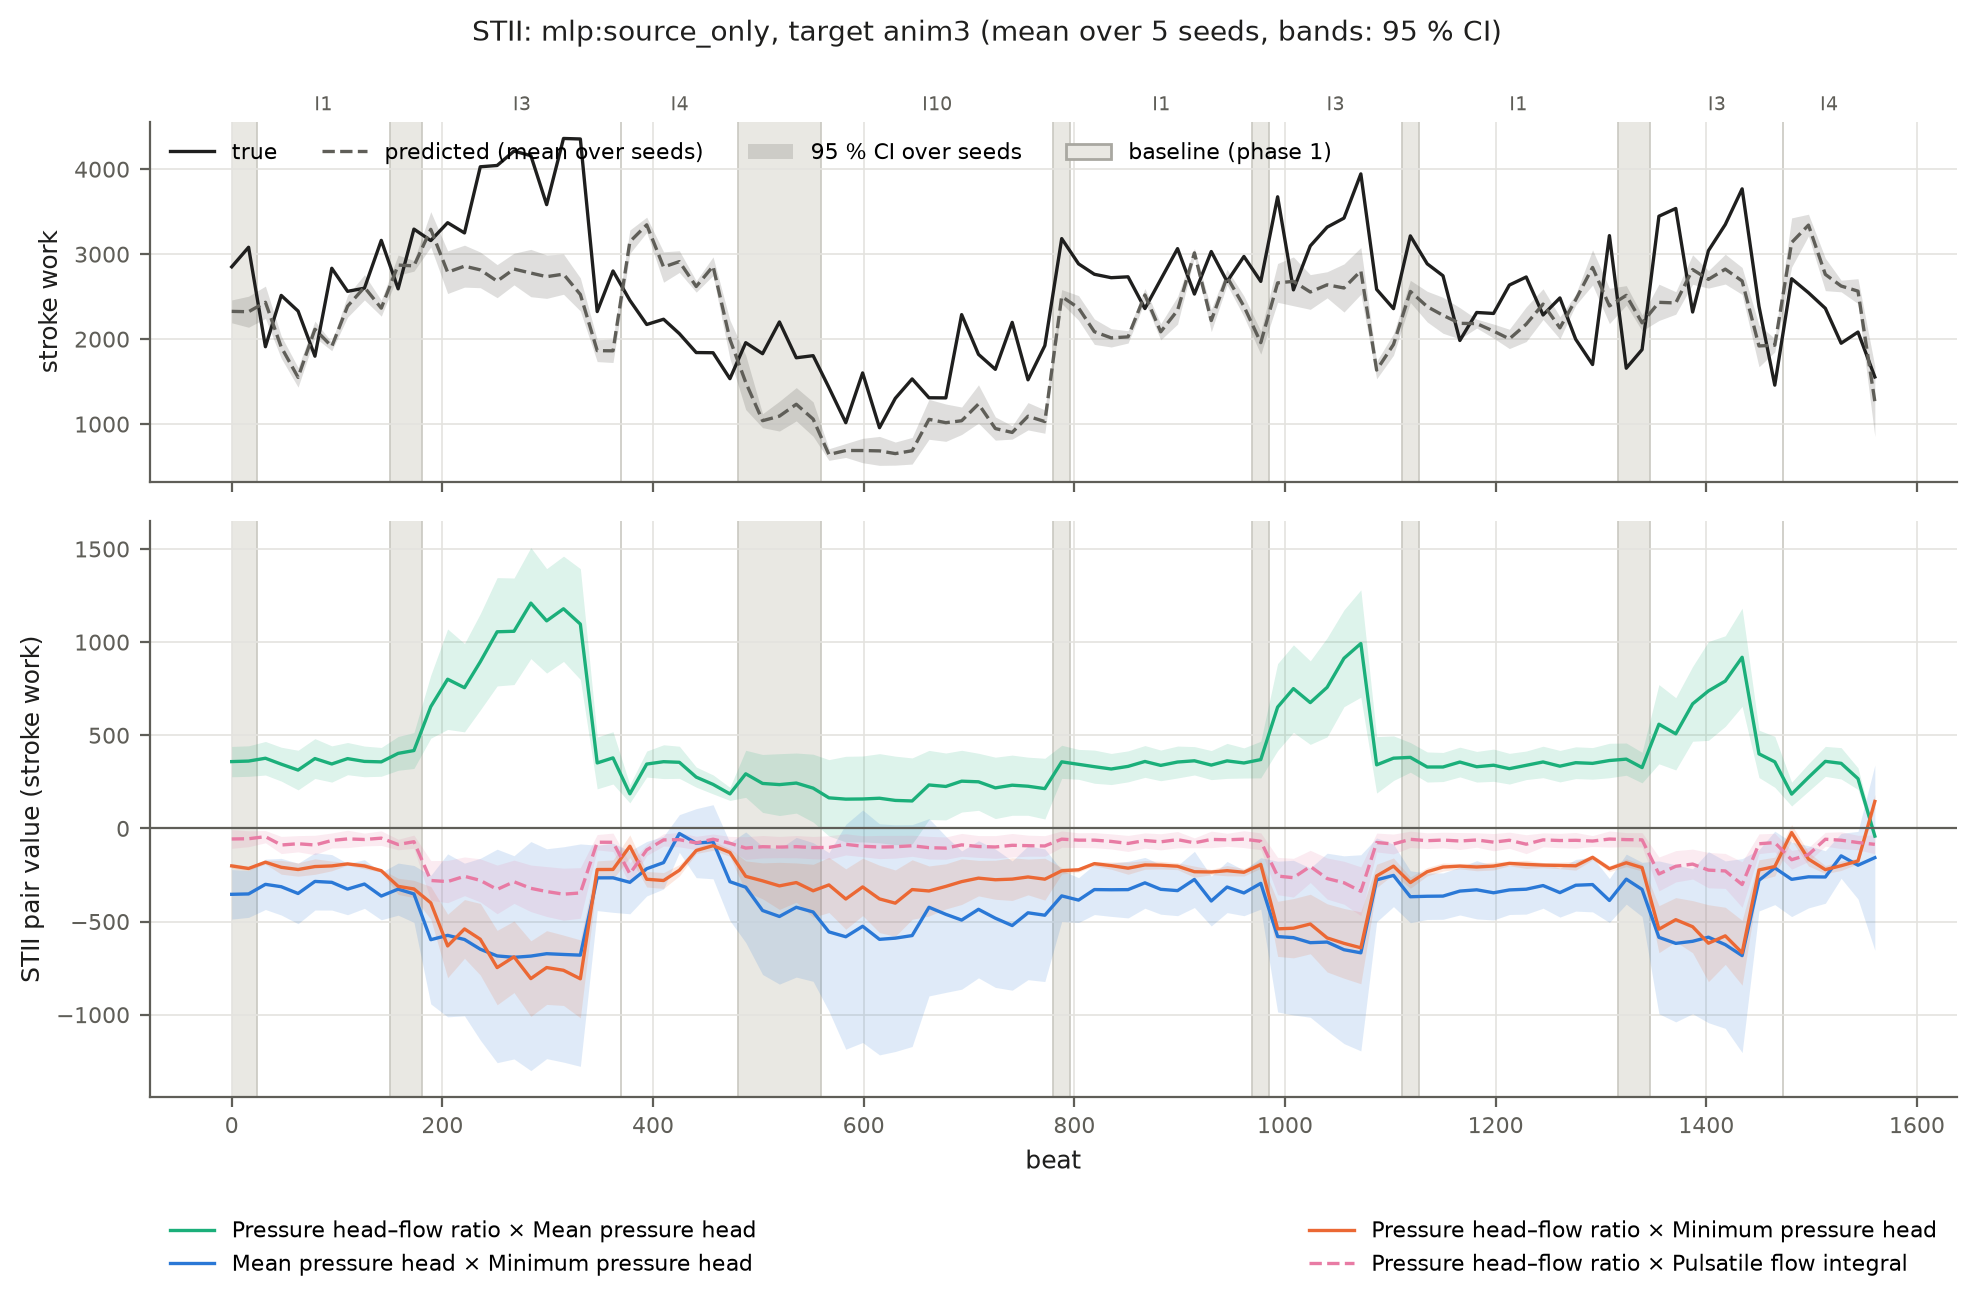 STII: mlp:source_only, target anim3 (mean over 5 seeds, bands: 95 % CI)
I1 I3 I4 I10 I1 I3 I1 I3 I4
true predicted (mean over seeds) 95 % CI over seeds baseline (phase 1)
4000
3000
2000
1000
stroke work
1500
1000
500
0
−500
−1000
STII pair value (stroke work)
0 200 400 600 800 1000 1200 1400 1600
beat
Pressure head–flow ratio × Mean pressure head
Mean pressure head × Minimum pressure head
Pressure head–flow ratio × Minimum pressure head
Pressure head–flow ratio × Pulsatile flow integral